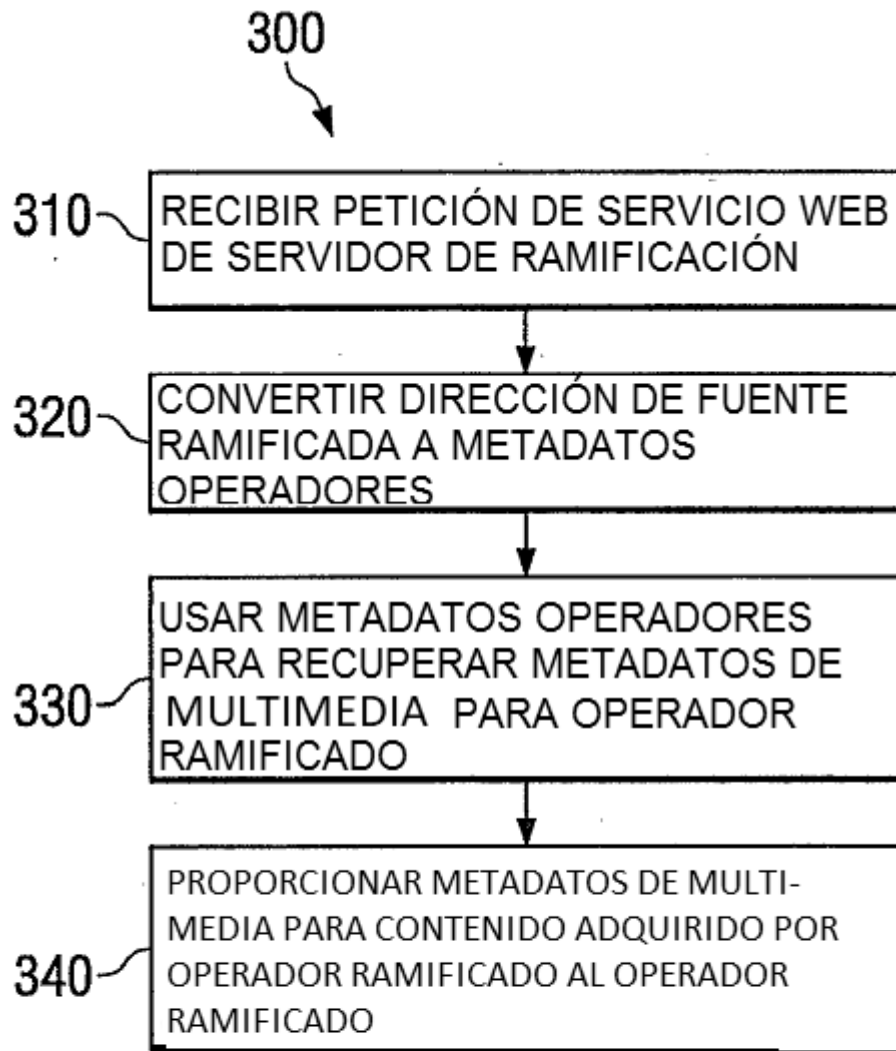 300
310
RECIBIR PETICIÓN DE SERVICIO WEB
DE SERVIDOR DE RAMIFICACIÓN
320
CONVERTIR DIRECCIÓN DE FUENTE
RAMIFICADA A METADATOS
OPERADORES
330
USAR METADATOS OPERADORES
PARA RECUPERAR METADATOS DE
MULTIMEDIA PARA OPERADOR
RAMIFICADO
340
PROPORCIONAR METADATOS DE MULTI-
MEDIA PARA CONTENIDO ADQUIRIDO POR
OPERADOR RAMIFICADO AL OPERADOR
RAMIFICADO